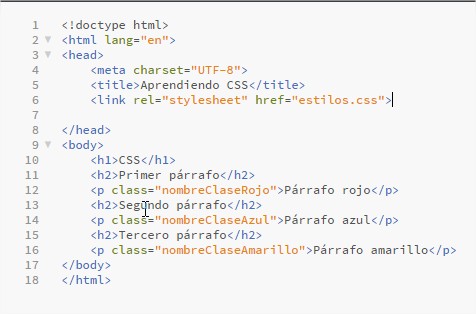 1 <!doctype html>
2 <html lang="en">
3 <head>
4 <meta charset="UTF-8">
5 <title>Aprendiendo CSS</title>
6 <link rel="stylesheet" href="estilos.css">
7
8 </head>
9 <body>
10 <h1>CSS</h1>
11 <h2>Primer párrafo</h2>
12 <p class="nombreClaseRojo">Párrafo rojo</p>
13 <h2>Segundo párrafo</h2>
14 <p class="nombreClaseAzul">Párrafo azul</p>
15 <h2>Tercero párrafo</h2>
16 <p class="nombreClaseAmarillo">Párrafo amarillo</p>
17 </body>
18 </html>